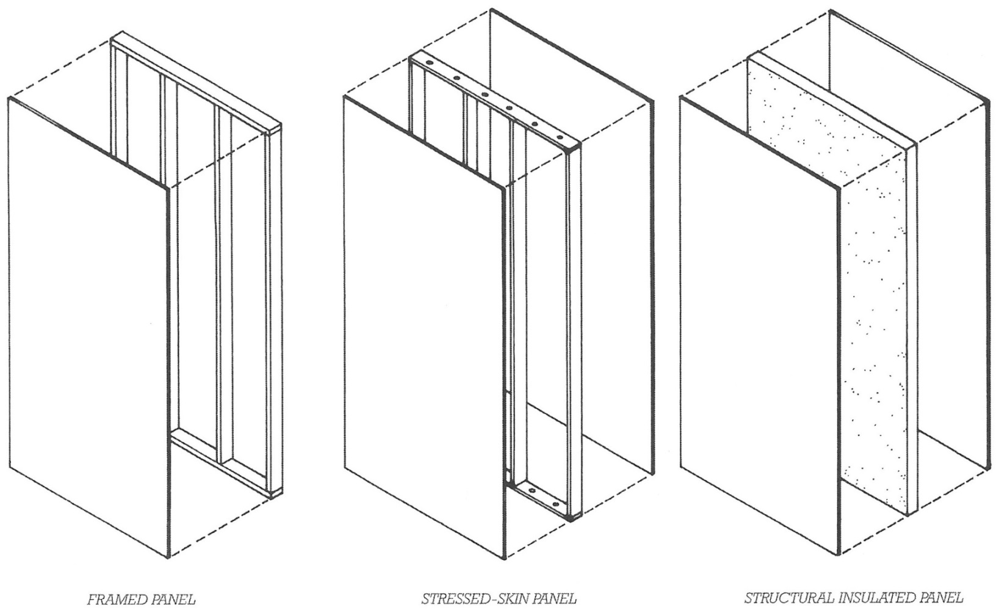 FRAMED PANEL
STRESSED-SKIN PANEL
STRUCTURAL INSULATED PANEL